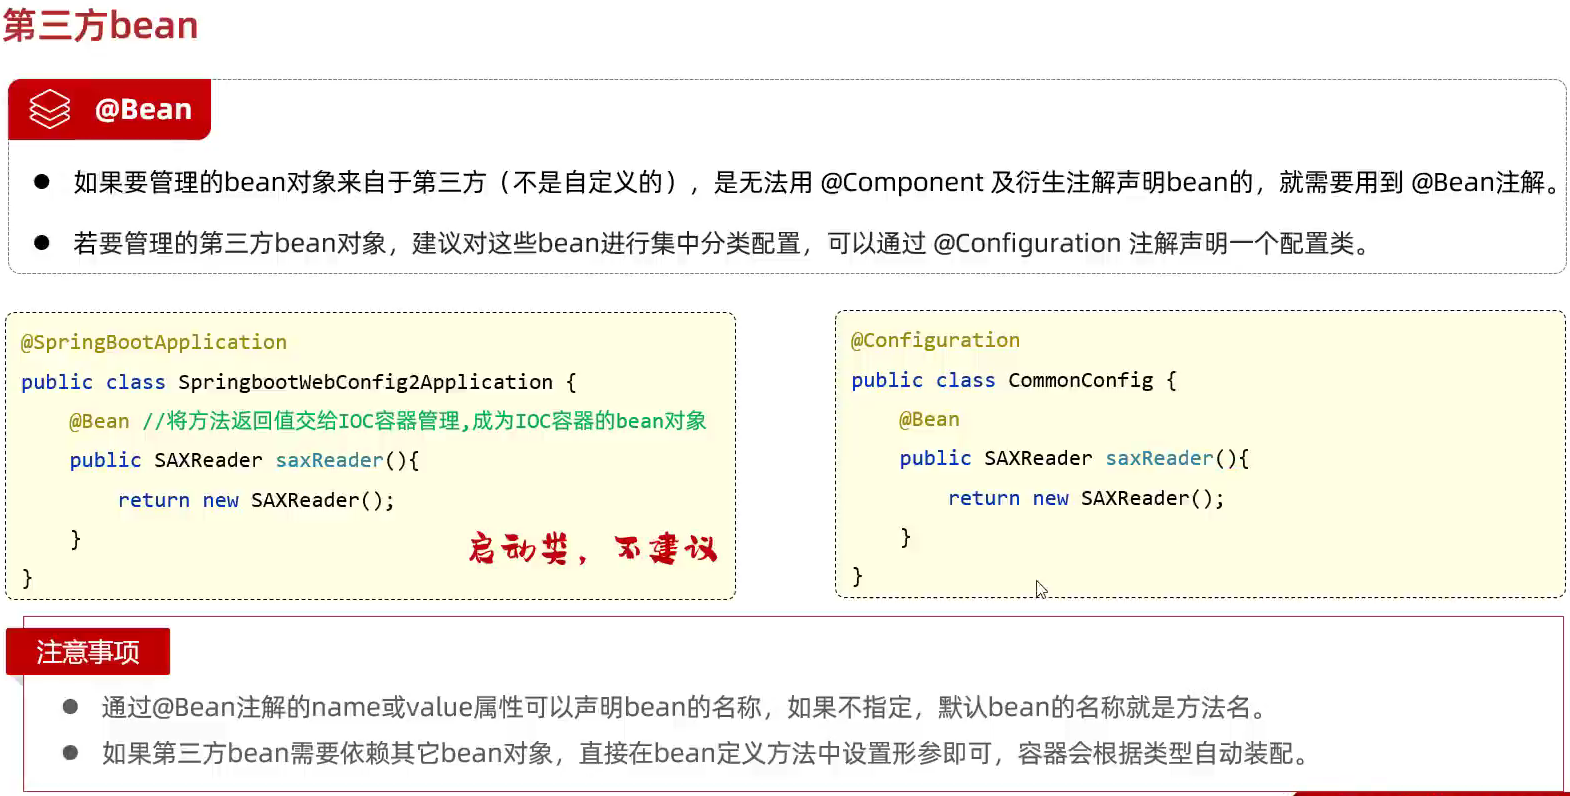 第三方bean
@Bean
如果要管理的bean对象来自于第三方（不是自定义的），是无法用 @Component 及衍生注解声明bean的，就需要用到 @Bean注解。
若要管理的第三方bean对象，建议对这些bean进行集中分类配置，可以通过 @Configuration 注解声明一个配置类。
@SpringBootApplication
public class SpringbootWebConfig2Application {
@Bean //将方法返回值交给IOC容器管理,成为IOC容器的bean对象
public SAXReader saxReader(){
return new SAXReader();
}
启动类，不建议
}
@Configuration
public class CommonConfig {
@Bean
public SAXReader saxReader(){
return new SAXReader();
}
}
注意事项
通过@Bean注解的name或value属性可以声明bean的名称，如果不指定，默认bean的名称就是方法名。
如果第三方bean需要依赖其它bean对象，直接在bean定义方法中设置形参即可，容器会根据类型自动装配。